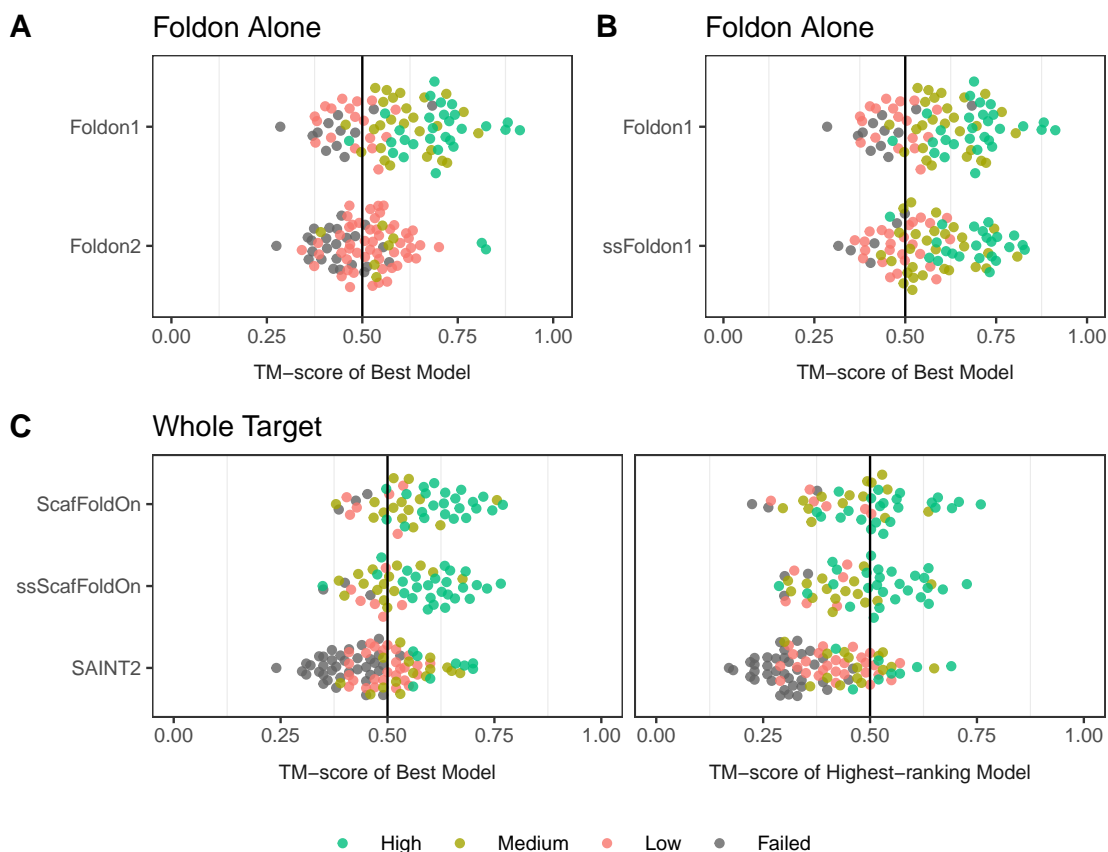 A Foldon Alone
Foldon1
Foldon2
0.00 0.25 0.50 0.75 1.00
TM−score of Best Model
B Foldon Alone
Foldon1
ssFoldon1
0.00 0.25 0.50 0.75 1.00
TM−score of Best Model
C Whole Target
ScafFoldOn
ssScafFoldOn
SAINT2
0.00 0.25 0.50 0.75 1.00
TM−score of Best Model
0.00 0.25 0.50 0.75 1.00
TM−score of Highest−ranking Model
High Medium Low Failed